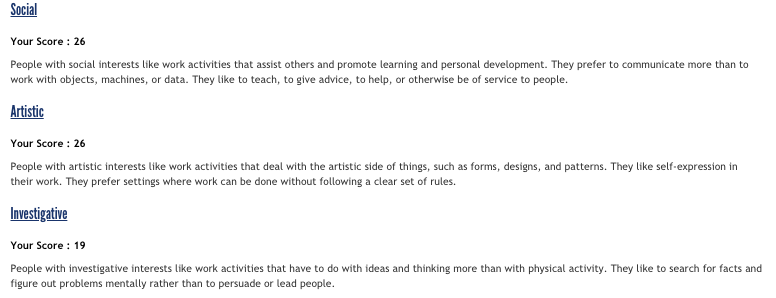 Social
Your Score : 26
People with social interests like work activities that assist others and promote learning and personal development. They prefer to communicate more than to
work with objects, machines, or data. They like to teach, to give advice, to help, or otherwise be of service to people.
Artistic
Your Score : 26
People with artistic interests like work activities that deal with the artistic side of things, such as forms, designs, and patterns. They like self-expression in
their work. They prefer settings where work can be done without following a clear set of rules.
Investigative
Your Score : 19
People with investigative interests like work activities that have to do with ideas and thinking more than with physical activity. They like to search for facts and
figure out problems mentally rather than to persuade or lead people.